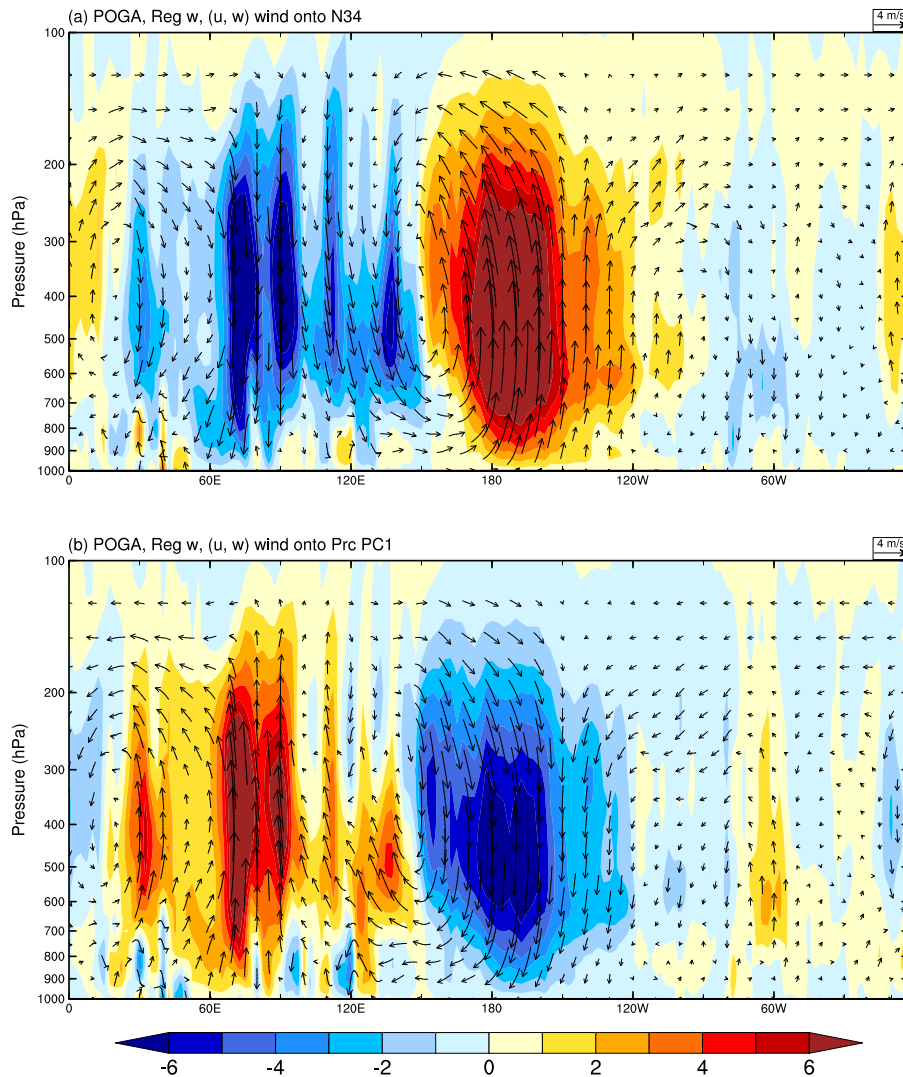 (a) POGA, Reg w, (u, w) wind onto N34
4 m/s
100
200
300
400
500
600
700
800
900
1000
Pressure (hPa)
0 60E 120E 180 120W 60W
(b) POGA, Reg w, (u, w) wind onto Prc PC1
4 m/s
100
200
300
400
500
600
700
800
900
1000
Pressure (hPa)
0 60E 120E 180 120W 60W
-6 -4 -2 0 2 4 6